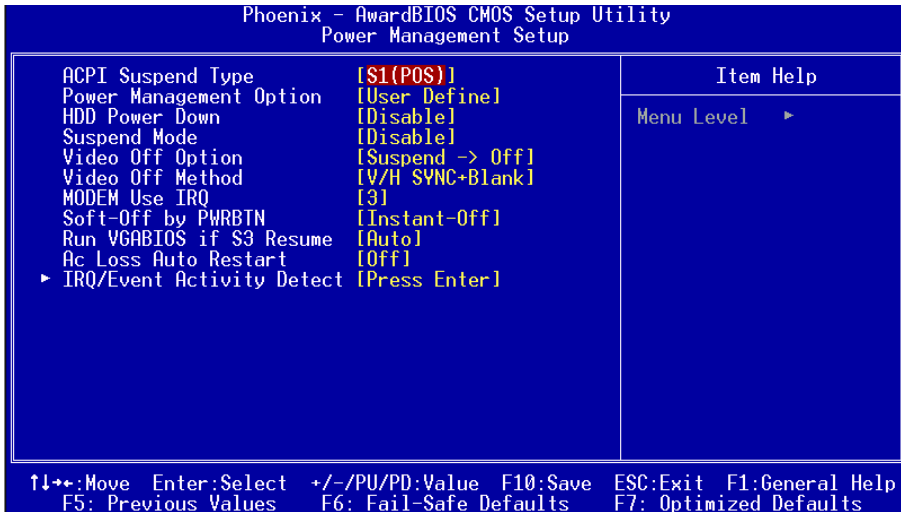 Phoenix - AwardBIOS CMOS Setup Utility
Power Management Setup
ACPI Suspend Type [S1(POS)]
Power Management Option [User Define]
HDD Power Down [Disable]
Suspend Mode [Disable]
Video Off Option [Suspend -> Off]
Video Off Method [V/H SYNC+Blank]
MODEM Use IRQ [3]
Soft-Off by PWRBTN [Instant-Off]
Run VGABIOS if S3 Resume [Auto]
Ac Loss Auto Restart [Off]
► IRQ/Event Activity Detect [Press Enter]
Item Help
Menu Level ►
↑↓→←:Move Enter:Select +/-/PU/PD:Value F10:Save ESC:Exit F1:General Help
F5: Previous Values F6: Fail-Safe Defaults F7: Optimized Defaults